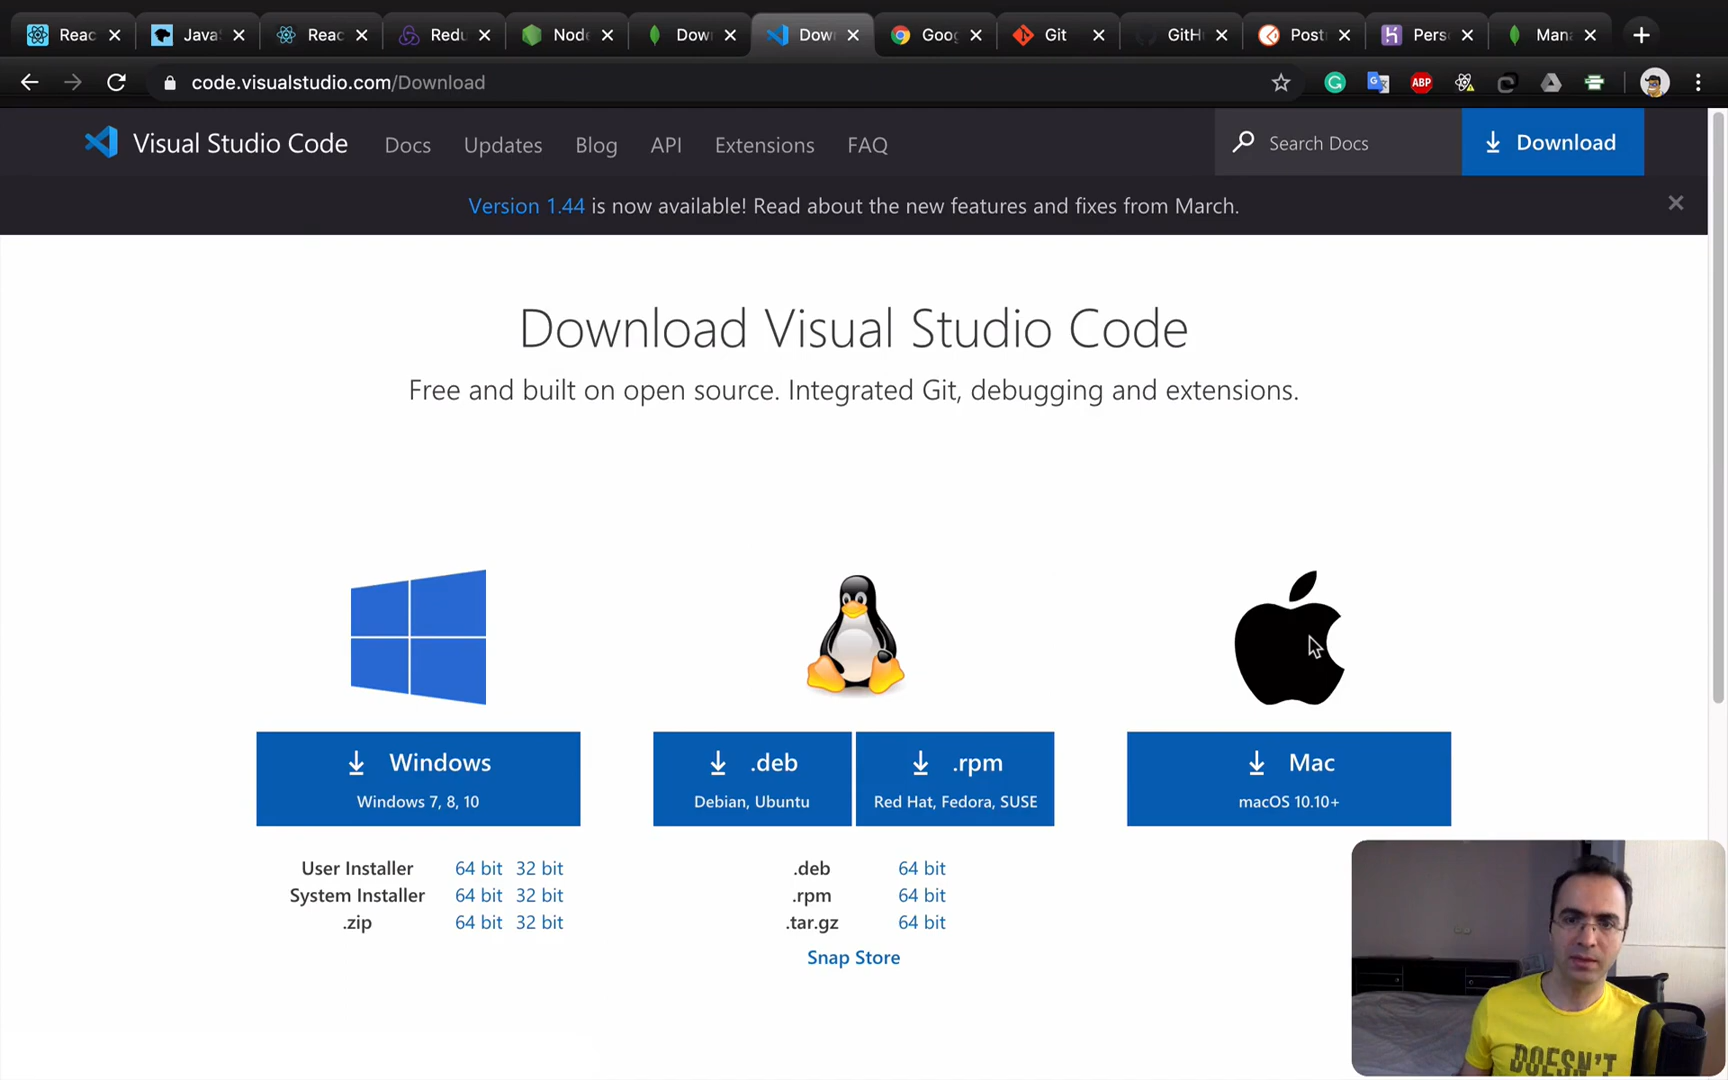 Reac
Java
Reac
Redu
Node
Down
Down
Goog
Git
GitH
Post
Pers
Mana
code.visualstudio.com/Download
ABP
Visual Studio Code
Docs
Updates
Blog
API
Extensions
FAQ
Search Docs
Download
Version 1.44 is now available! Read about the new features and fixes from March.
Download Visual Studio Code
Free and built on open source. Integrated Git, debugging and extensions.
Windows
Windows 7, 8, 10
.deb
Debian, Ubuntu
.rpm
Red Hat, Fedora, SUSE
Mac
macOS 10.10+
User Installer 64 bit 32 bit
System Installer 64 bit 32 bit
.zip 64 bit 32 bit
.deb 64 bit
.rpm 64 bit
.tar.gz 64 bit
Snap Store
DOESN'T